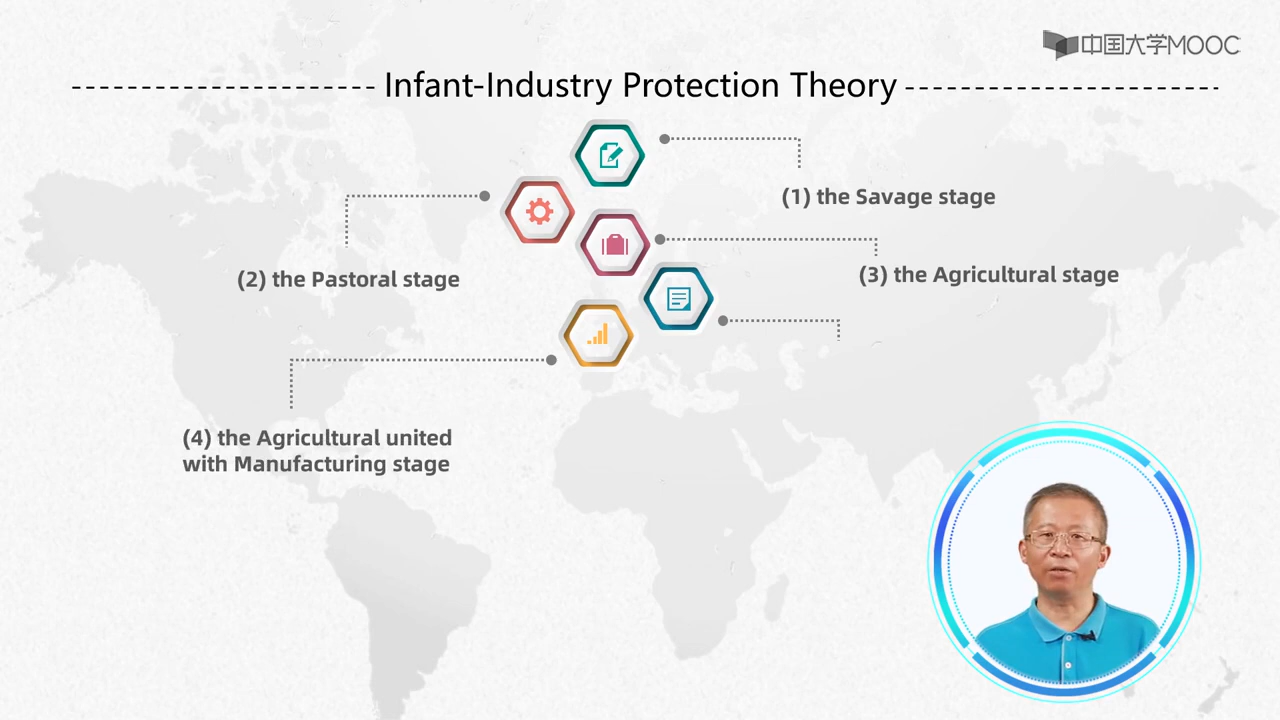 中国大学MOOC
Infant-Industry Protection Theory
(1) the Savage stage
(2) the Pastoral stage
(3) the Agricultural stage
(4) the Agricultural united
with Manufacturing stage